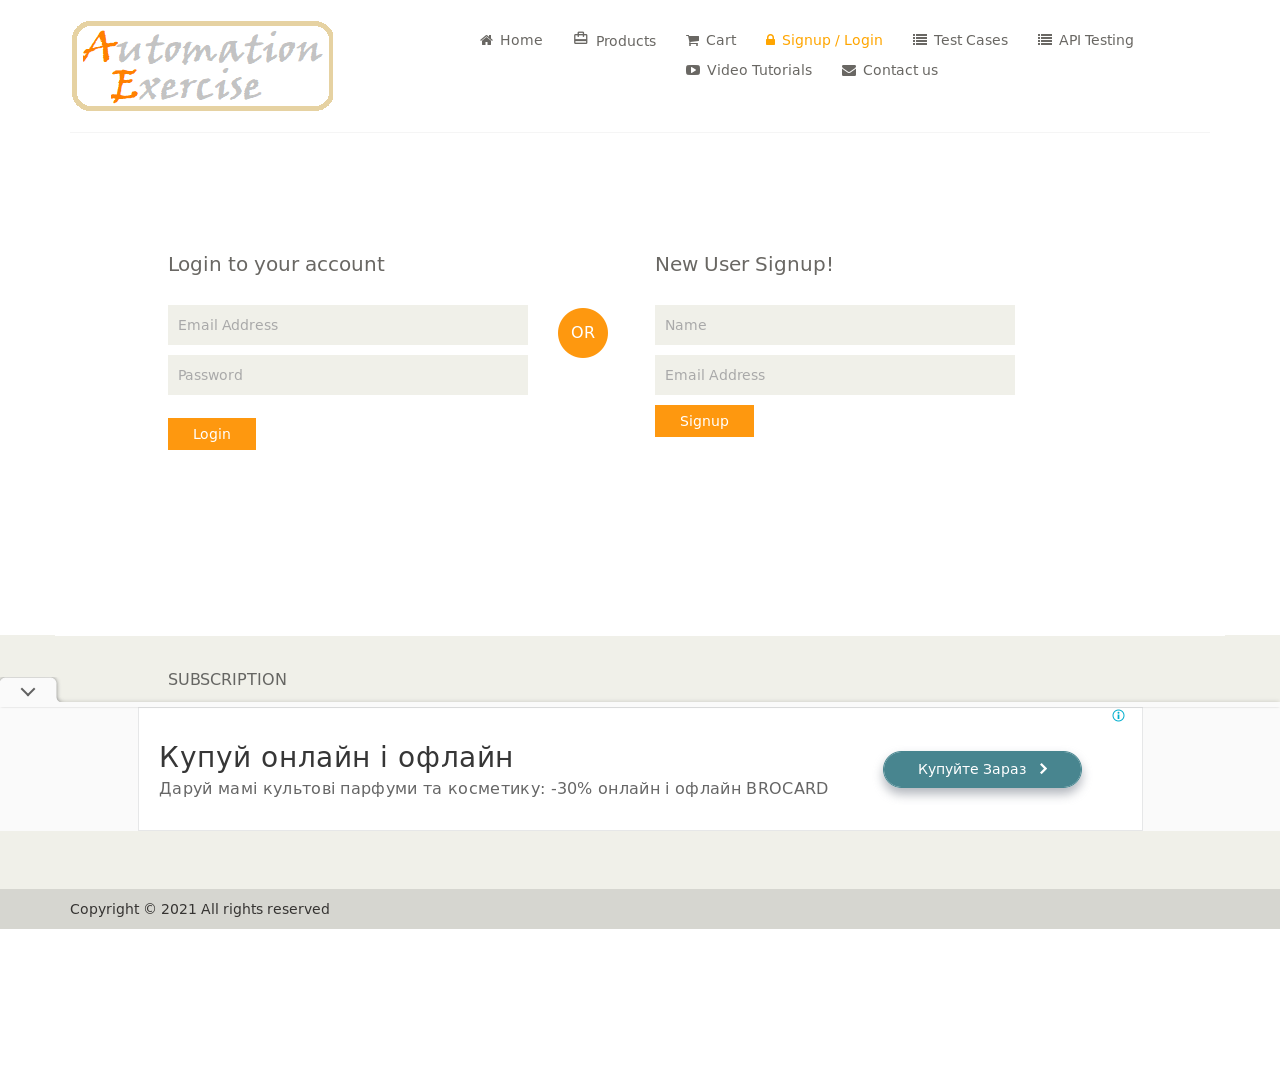 Automation
Exercise
Home
Products
Cart
Signup / Login
Test Cases
API Testing
Video Tutorials
Contact us
Login to your account
Email Address
Password
Login
OR
New User Signup!
Name
Email Address
Signup
SUBSCRIPTION
Купуй онлайн і офлайн
Даруй мамі культові парфуми та косметику: -30% онлайн і офлайн BROCARD
Купуйте Зараз
Copyright © 2021 All rights reserved